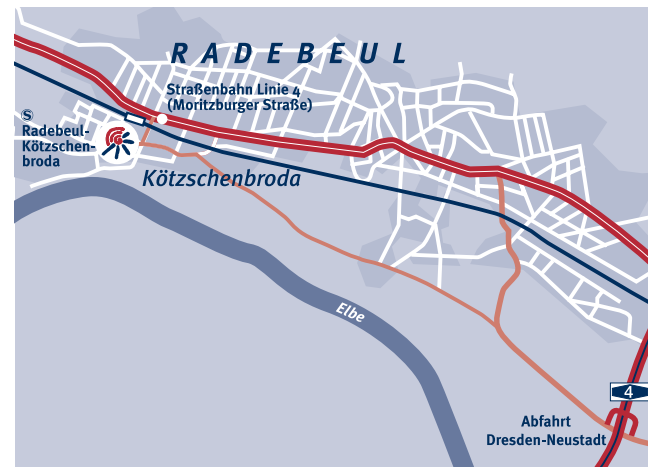 RADEBEUL
Straßenbahn Linie 4
(Moritzburger Straße)
S
Radebeul-
Kötzschen-
broda
Kötzschenbroda
Elbe
4
Abfahrt
Dresden-Neustadt